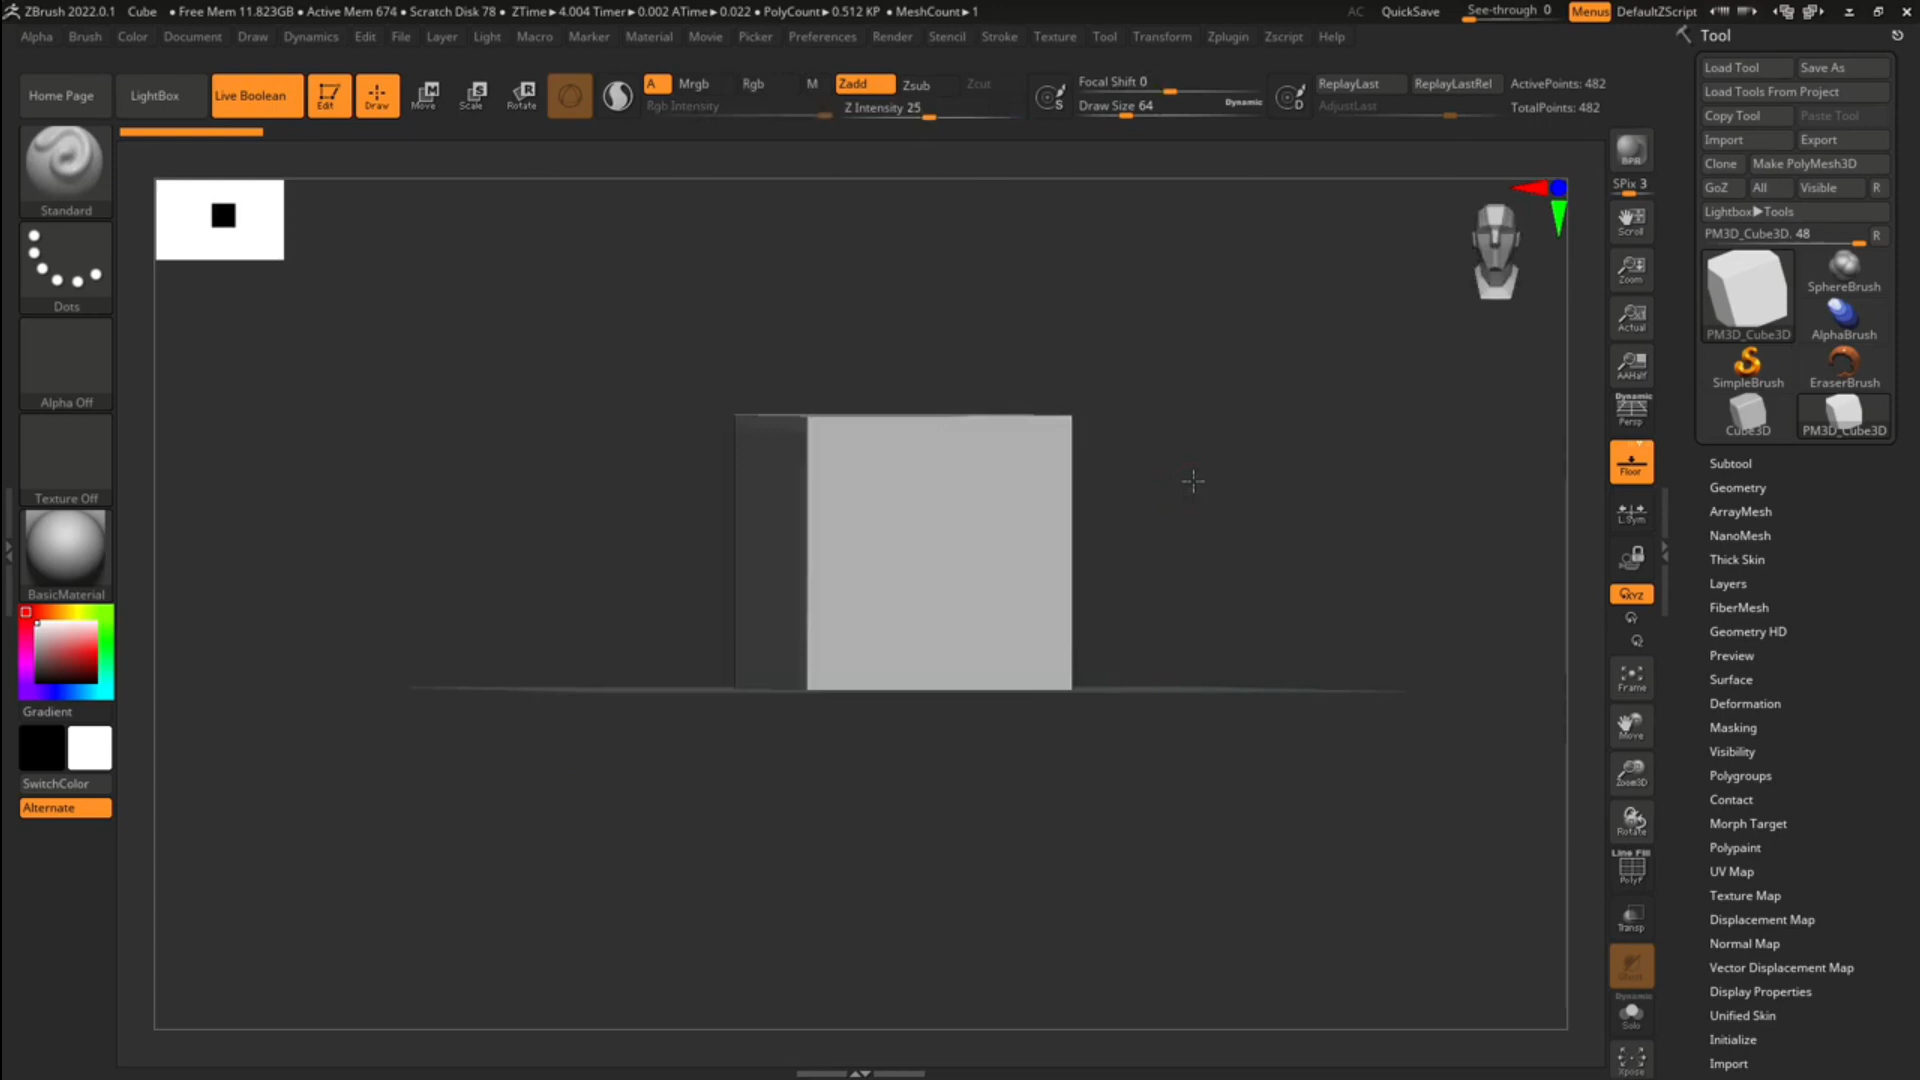 ZBrush 2022.0.1 Cube • Free Mem 11.823GB • Active Mem 674 • Scratch Disk 78 • ZTime▸4.004 Timer▸0.002 ATime▸0.022 • PolyCount▸0.512 KP • MeshCount▸1 AC QuickSave See-through 0 Menus DefaultZScript
Alpha Brush Color Document Draw Dynamics Edit File Layer Light Macro Marker Material Movie Picker Preferences Render Stencil Stroke Texture Tool Transform Zplugin Zscript Help
Home Page LightBox Live Boolean Edit Draw Move Scale Rotate
A Mrgb Rgb M Zadd Zsub Zcut
Rgb Intensity Z Intensity 25
S Focal Shift 0
Draw Size 64 Dynamic
D ReplayLast ReplayLastRel ActivePoints: 482
AdjustLast TotalPoints: 482
Standard
Dots
Alpha Off
Texture Off
BasicMaterial
Gradient
SwitchColor
Alternate
BPR
SPix 3
Scroll
Zoom
Actual
AAHalf
Dynamic
Persp
Floor
L.Sym
XYZ
Frame
Move
Zoom3D
Rotate
Line Fill
PolyF
Transp
Ghost
Dynamic
Solo
Xpose
Tool
Load Tool Save As
Load Tools From Project
Copy Tool Paste Tool
Import Export
Clone Make PolyMesh3D
GoZ All Visible R
Lightbox▸Tools
PM3D_Cube3D. 48 R
PM3D_Cube3D SphereBrush
AlphaBrush
SimpleBrush EraserBrush
Cube3D PM3D_Cube3D
Subtool
Geometry
ArrayMesh
NanoMesh
Thick Skin
Layers
FiberMesh
Geometry HD
Preview
Surface
Deformation
Masking
Visibility
Polygroups
Contact
Morph Target
Polypaint
UV Map
Texture Map
Displacement Map
Normal Map
Vector Displacement Map
Display Properties
Unified Skin
Initialize
Import